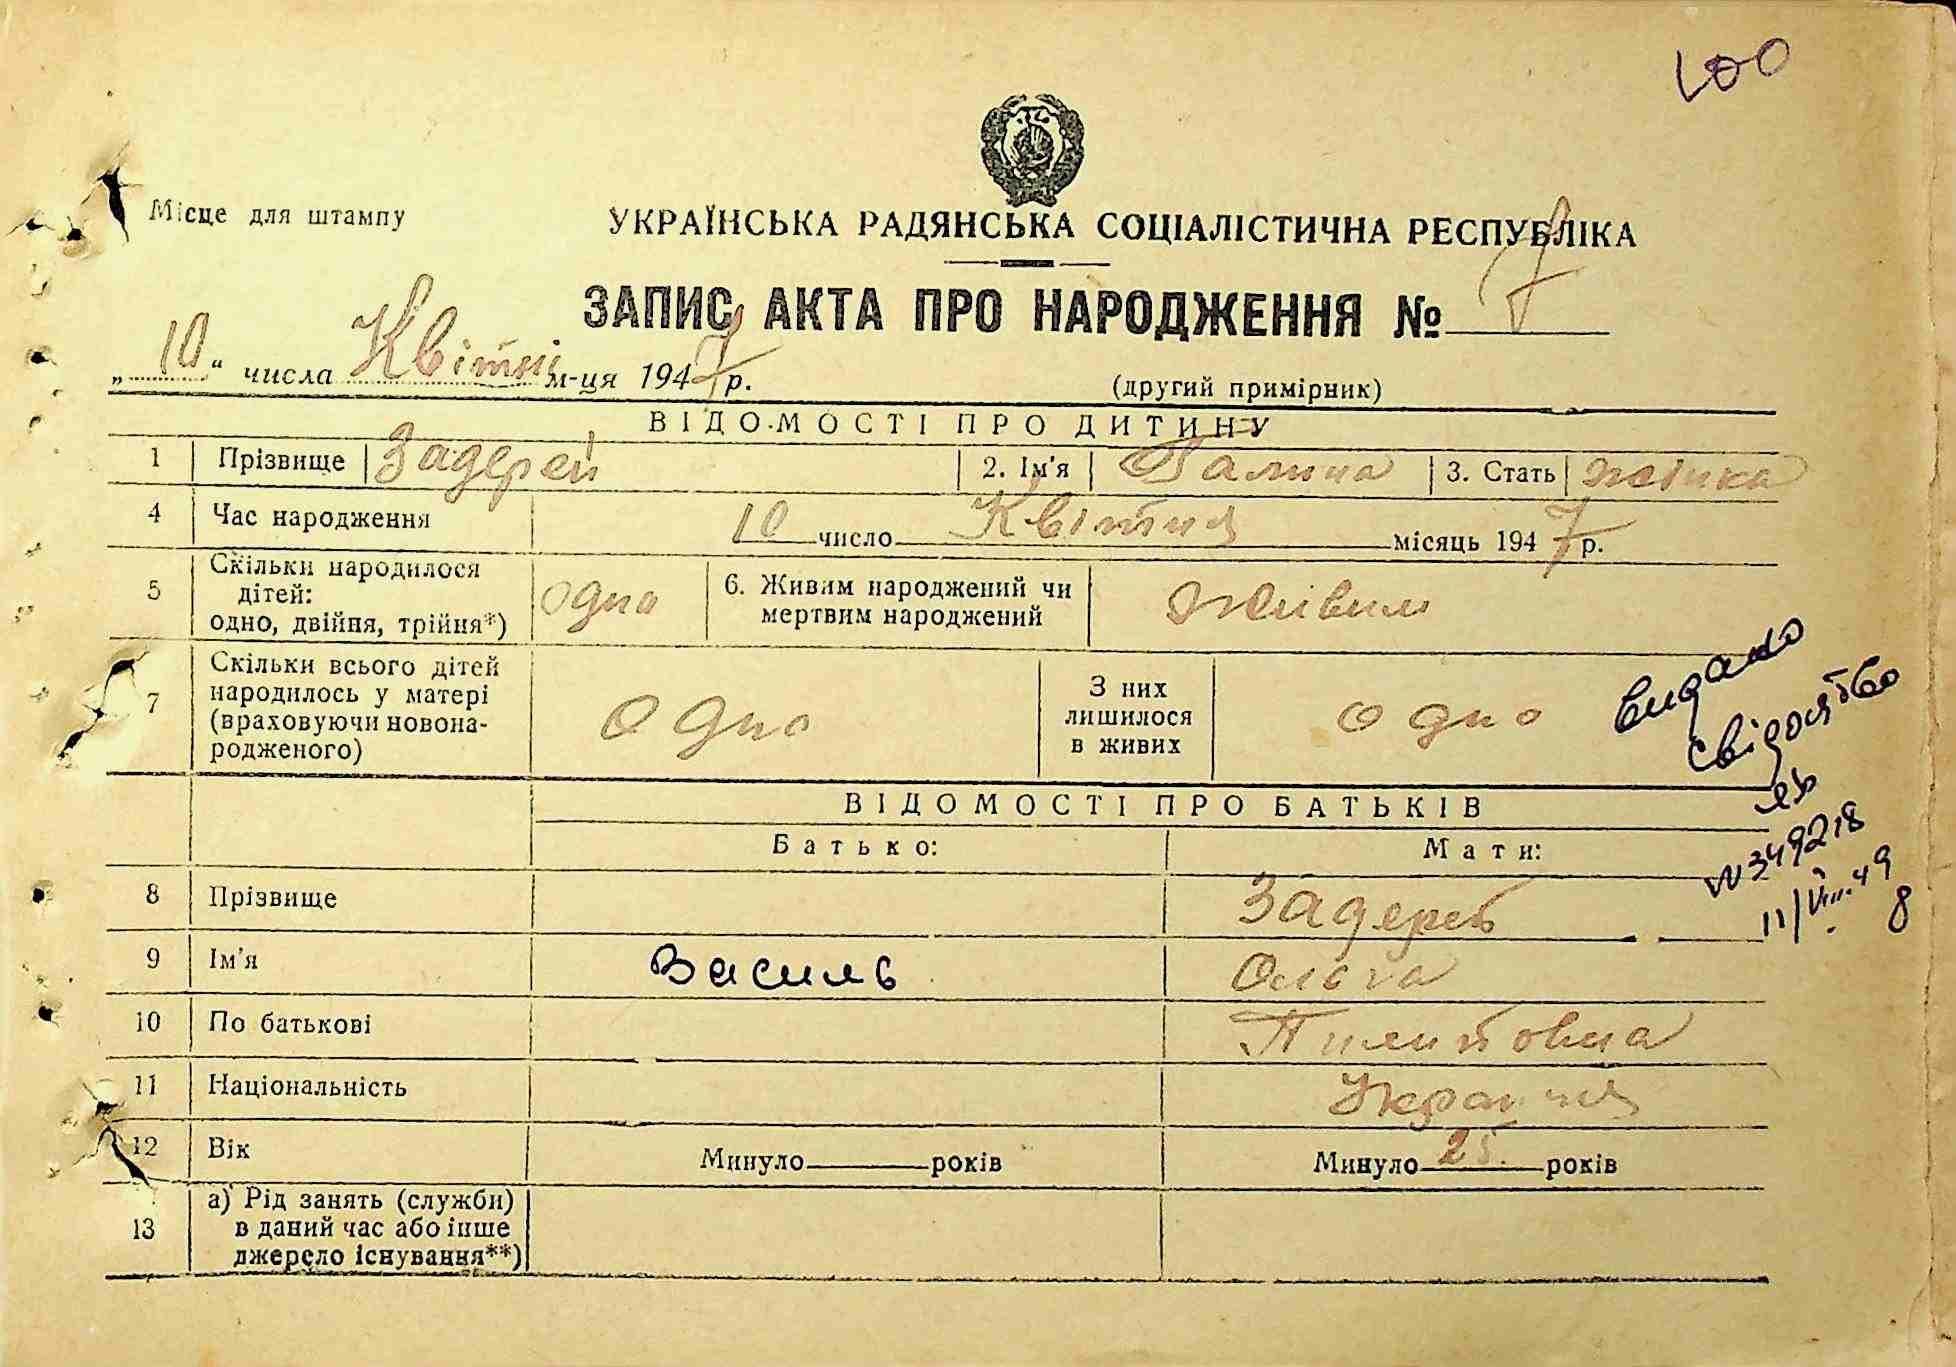 100
Місце для штампу
УКРАЇНСЬКА РАДЯНСЬКА СОЦІАЛІСТИЧНА РЕСПУБЛІКА
ЗАПИС АКТА ПРО НАРОДЖЕННЯ № 7
„10“ числа Квітні м-ця 1947 р.
(другий примірник)
ВІДОМОСТІ ПРО ДИТИНУ
1 Прізвище Задерей 2. Ім'я Галина 3. Стать жінка
4 Час народження 10 число Квітня місяць 1947 р.
5 Скільки народилося дітей: одно, двійня, трійня*) одно 6. Живим народжений чи мертвим народжений живим
7 Скільки всього дітей народилось у матері (враховуючи новонародженого) одно З них лишилося в живих одно
видано
свідоцтво
№ 349218
11/VIII.49
8
ВІДОМОСТІ ПРО БАТЬКІВ
Батько: Мати:
8 Прізвище Задерей
9 Ім'я Василь Ольга
10 По батькові
11 Національність
12 Вік Минуло років Минуло 25. років
13 а) Рід занять (служби) в даний час або інше джерело існування**)